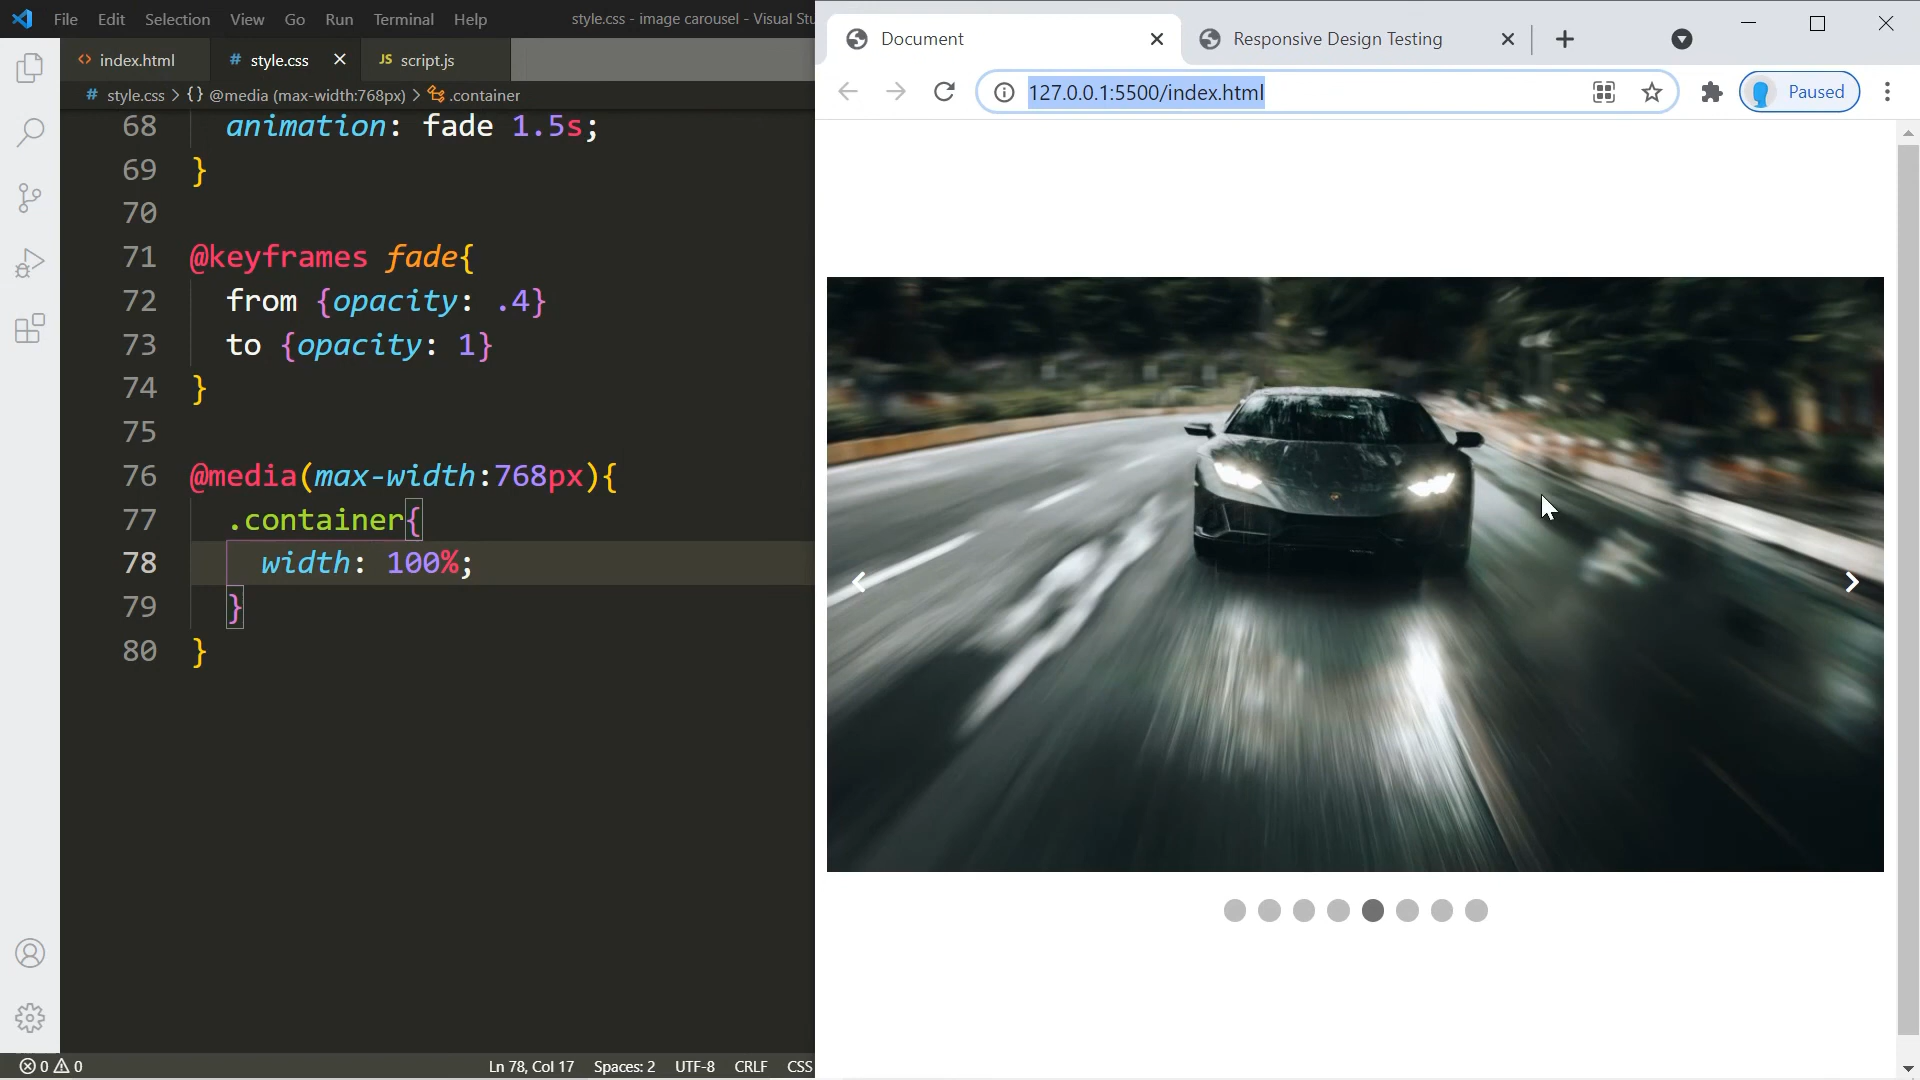 File Edit Selection View Go Run Terminal Help style.css - image carousel - Visual Stu
index.html # style.css JS script.js
# style.css > {} @media (max-width:768px) > .container
68 animation: fade 1.5s;
69 }
70
71 @keyframes fade{
72 from {opacity: .4}
73 to {opacity: 1}
74 }
75
76 @media(max-width:768px){
77 .container{
78 width: 100%;
79 }
80 }
0 0 Ln 78, Col 17 Spaces: 2 UTF-8 CRLF CSS
Document Responsive Design Testing
127.0.0.1:5500/index.html Paused